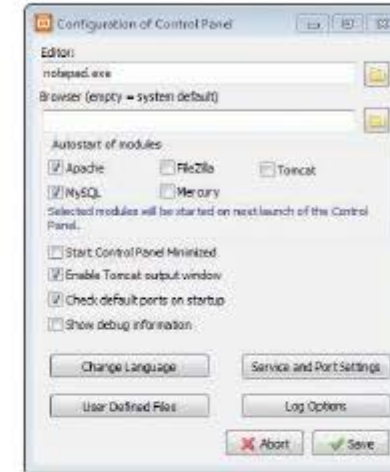 Configuration of Control Panel
Editor:
notepad.exe
Browser (empty = system default)
Autostart of modules
Apache FileZilla Tomcat
MySQL Mercury
Selected modules will be started on next launch of the Control
Panel.
Start Control Panel Minimized
Enable Tomcat output window
Check default ports on startup
Show debug information
Change Language Service and Port Settings
User Defined Files Log Options
Abort Save